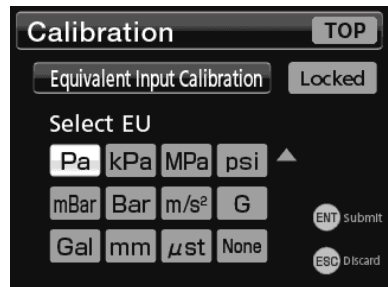 Calibration TOP
Equivalent Input Calibration Locked
Select EU
Pa kPa MPa psi
mBar Bar m/s² G
ENT Submit
Gal mm μst None
ESC Discard